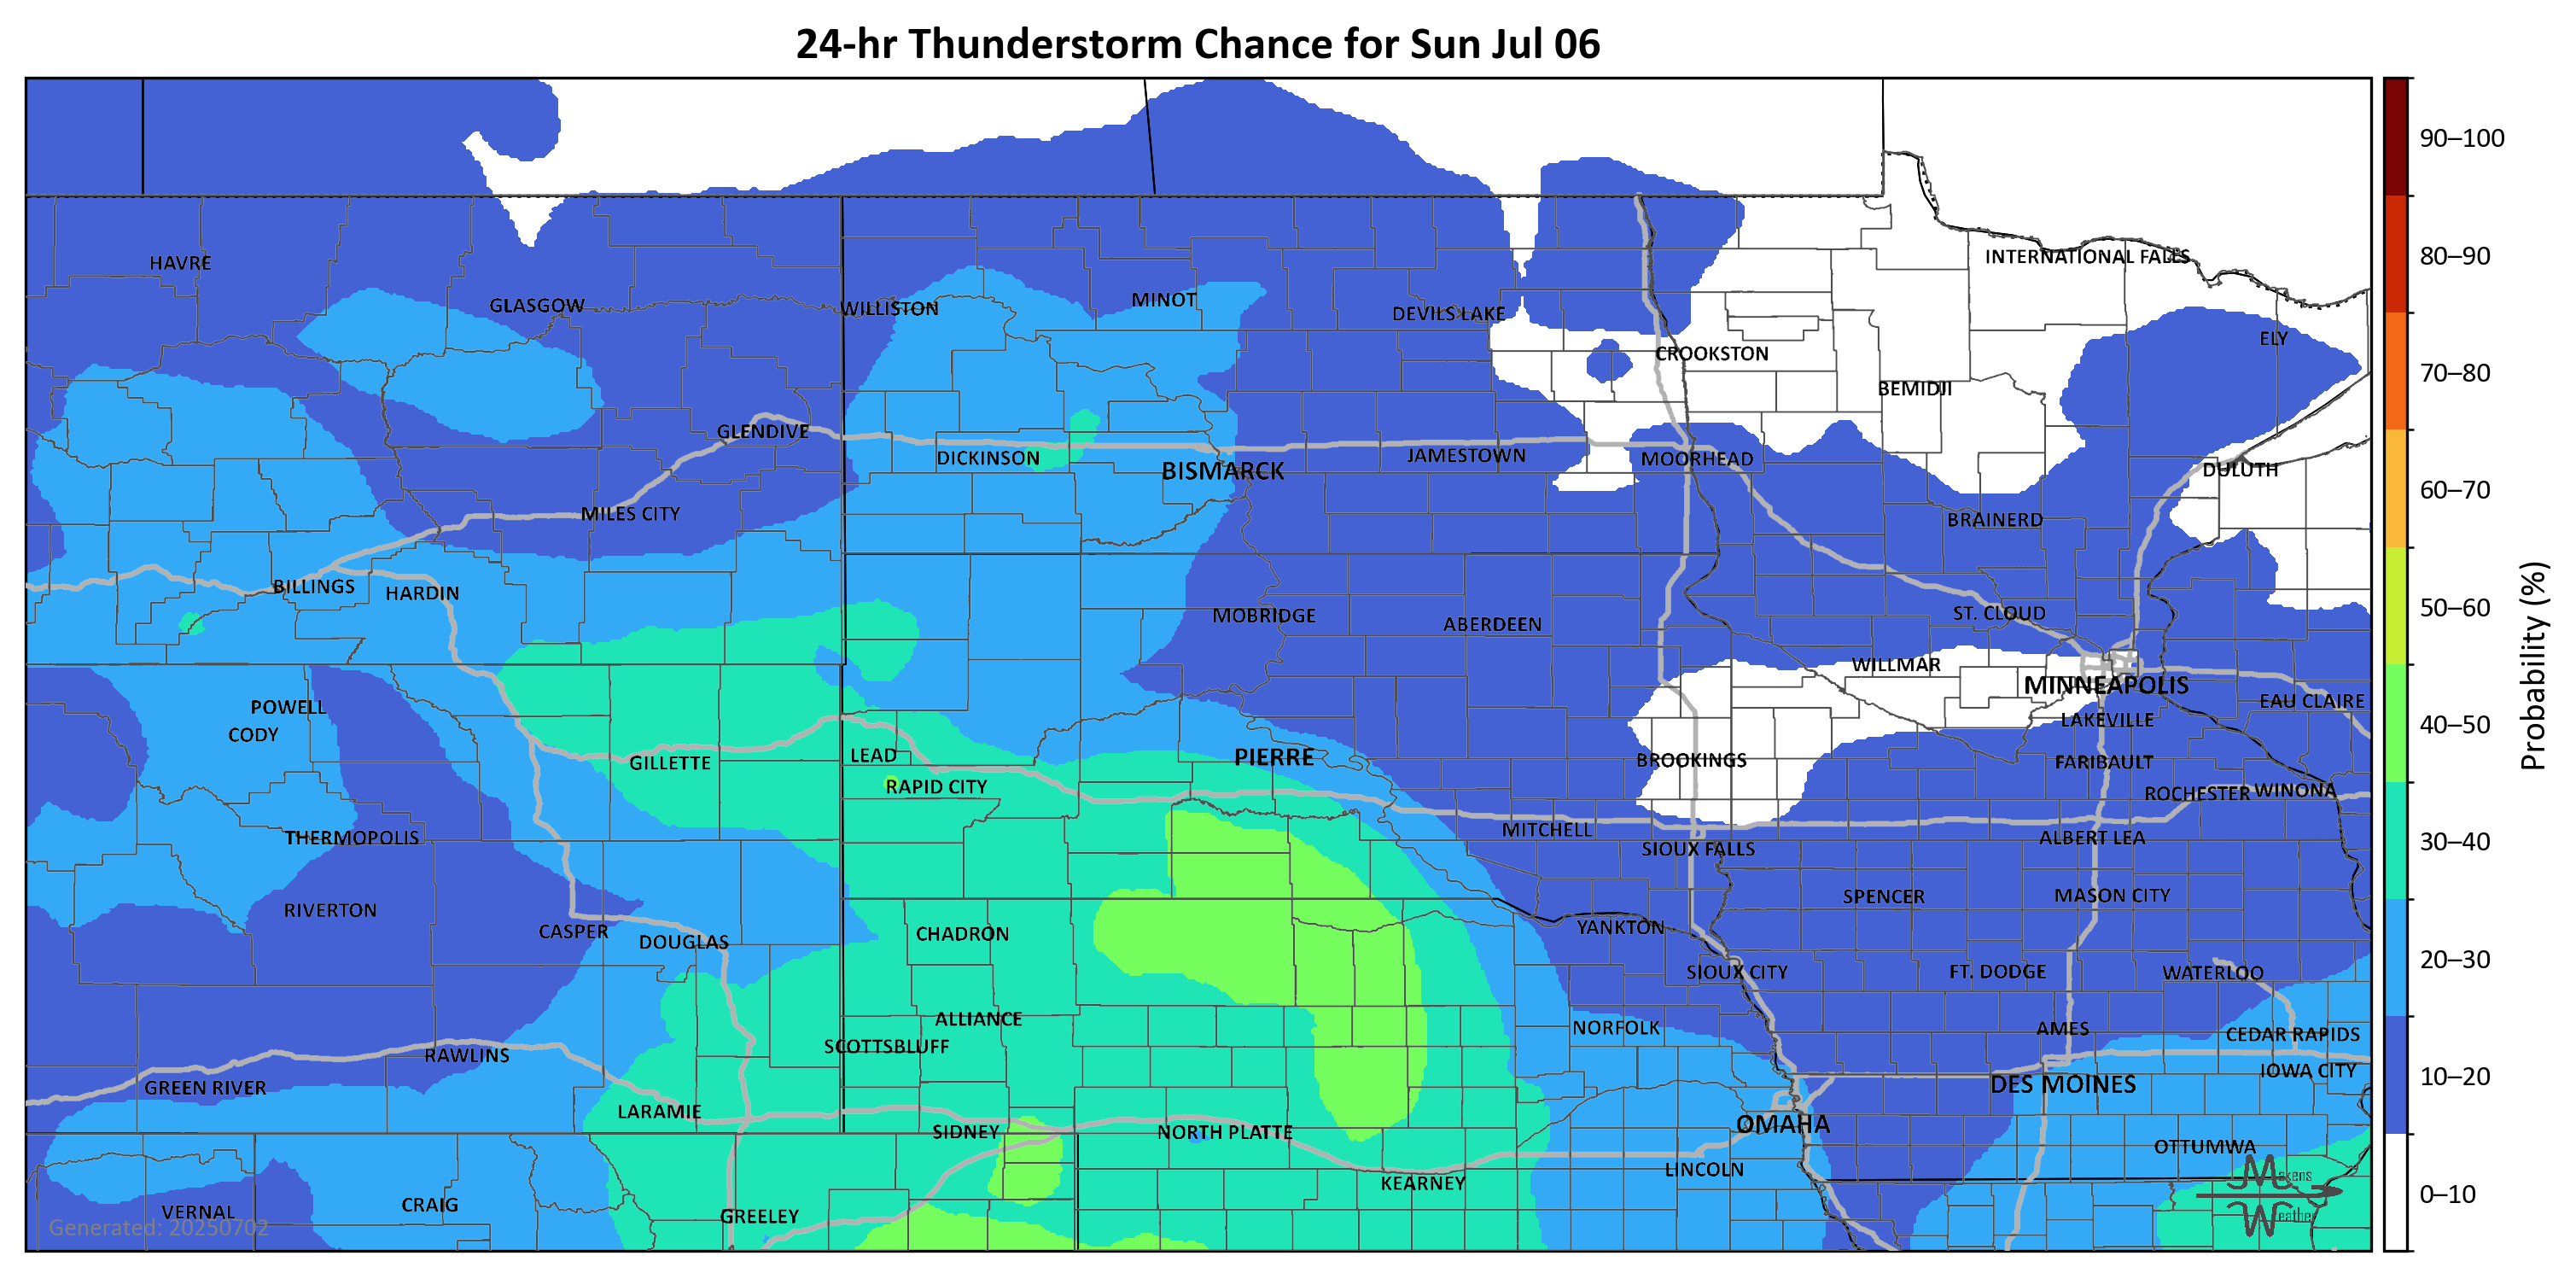 24-hr Thunderstorm Chance for Sun Jul 06
90–100
80–90
70–80
60–70
50–60
40–50
30–40
20–30
10–20
0–10
Probability (%)
HAVRE
INTERNATIONAL FALLS
GLASGOW
WILLISTON
MINOT
DEVILS LAKE
ELY
CROOKSTON
BEMIDJI
GLENDIVE
DICKINSON
BISMARCK
JAMESTOWN
MOORHEAD
DULUTH
MILES CITY
BRAINERD
BILLINGS
HARDIN
MOBRIDGE
ABERDEEN
ST. CLOUD
WILLMAR
MINNEAPOLIS
POWELL
CODY
EAU CLAIRE
LAKEVILLE
GILLETTE
LEAD
PIERRE
BROOKINGS
FARIBAULT
RAPID CITY
ROCHESTER
WINONA
THERMOPOLIS
MITCHELL
SIOUX FALLS
ALBERT LEA
RIVERTON
SPENCER
MASON CITY
CASPER
DOUGLAS
CHADRON
YANKTON
SIOUX CITY
FT. DODGE
WATERLOO
ALLIANCE
NORFOLK
AMES
CEDAR RAPIDS
SCOTTSBLUFF
RAWLINS
GREEN RIVER
IOWA CITY
DES MOINES
LARAMIE
SIDNEY
NORTH PLATTE
OMAHA
OTTUMWA
LINCOLN
KEARNEY
VERNAL
CRAIG
GREELEY
Generated: 20250702
Makens
Weather